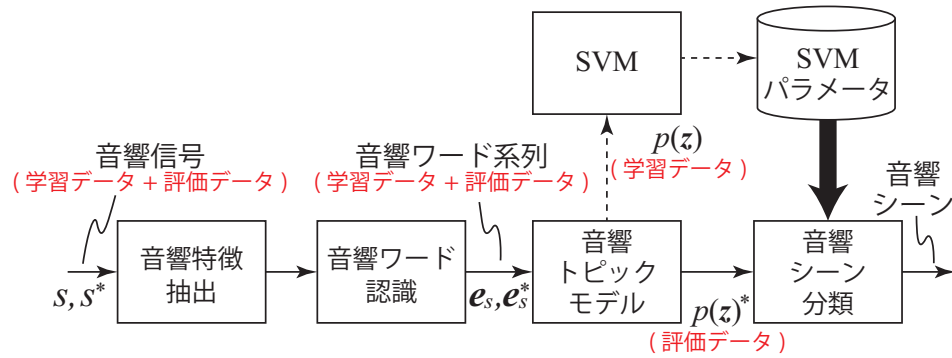 SVM
SVM
パラメータ
p(z)
(学習データ)
音響信号
(学習データ+評価データ)
音響ワード系列
(学習データ+評価データ)
音響
シーン
s, s*
音響特徴
抽出
音響ワード
認識
e_s, e_s^*
音響
トピック
モデル
p(z)*
(評価データ)
音響
シーン
分類